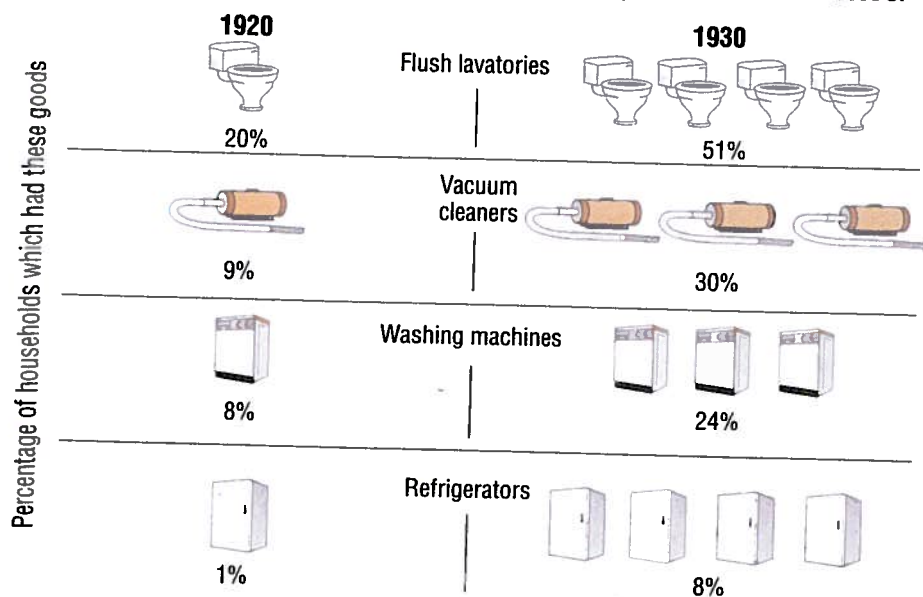 1920
Flush lavatories
1930
20%
51%
Vacuum
cleaners
9%
30%
Washing machines
8%
24%
Refrigerators
1%
8%
Percentage of households which had these goods